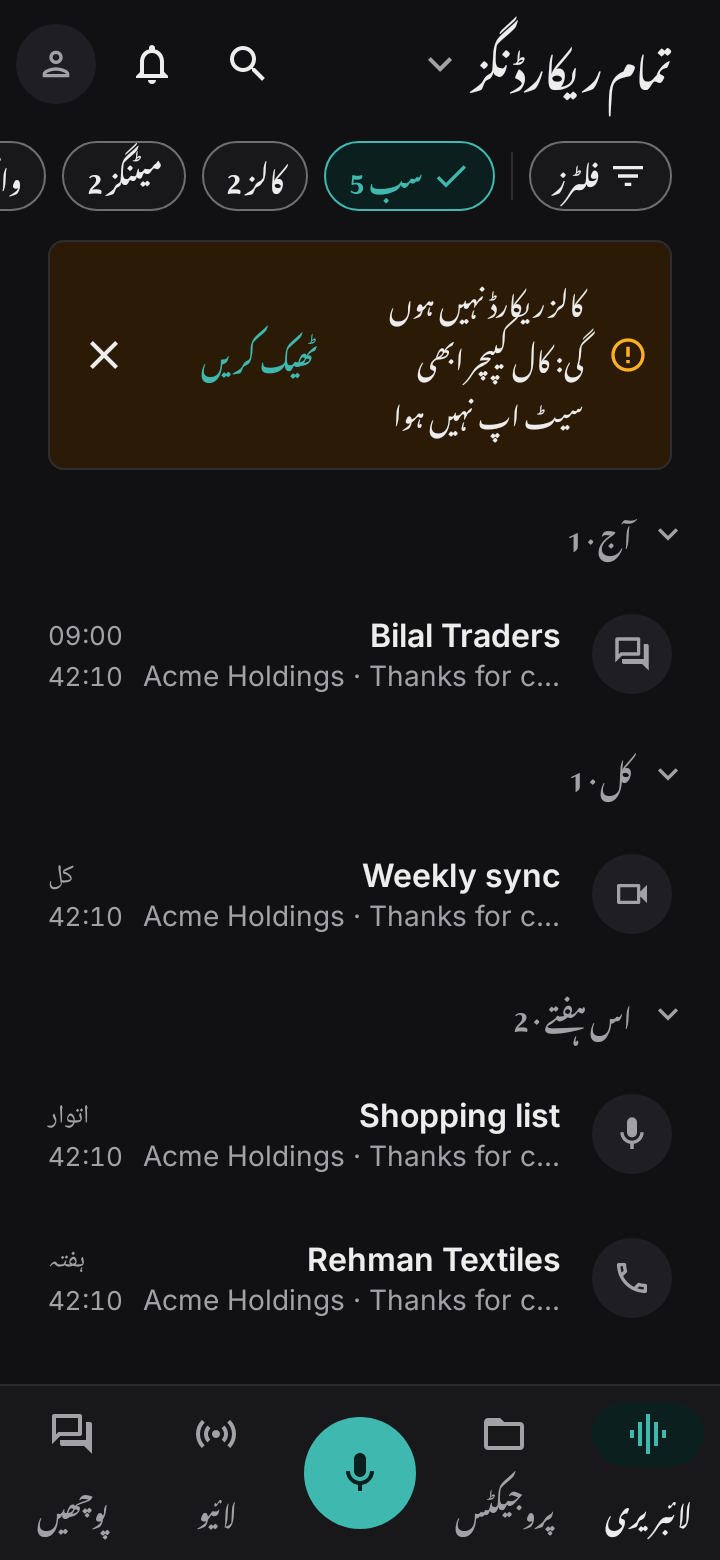 تمام ریکارڈنگز
فلٹرز
سب 5
کالز 2
میٹنگز 2
وا
کالز ریکارڈ نہیں ہوں
گی: کال کیپچر ابھی
سیٹ اپ نہیں ہوا
ٹھیک کریں
آج · 1
Bilal Traders
09:00
Acme Holdings · Thanks for c...
42:10
کل · 1
Weekly sync
کل
Acme Holdings · Thanks for c...
42:10
اس ہفتے · 2
Shopping list
اتوار
Acme Holdings · Thanks for c...
42:10
Rehman Textiles
ہفتہ
Acme Holdings · Thanks for c...
42:10
لائبریری
پروجیکٹس
لائیو
پوچھیں